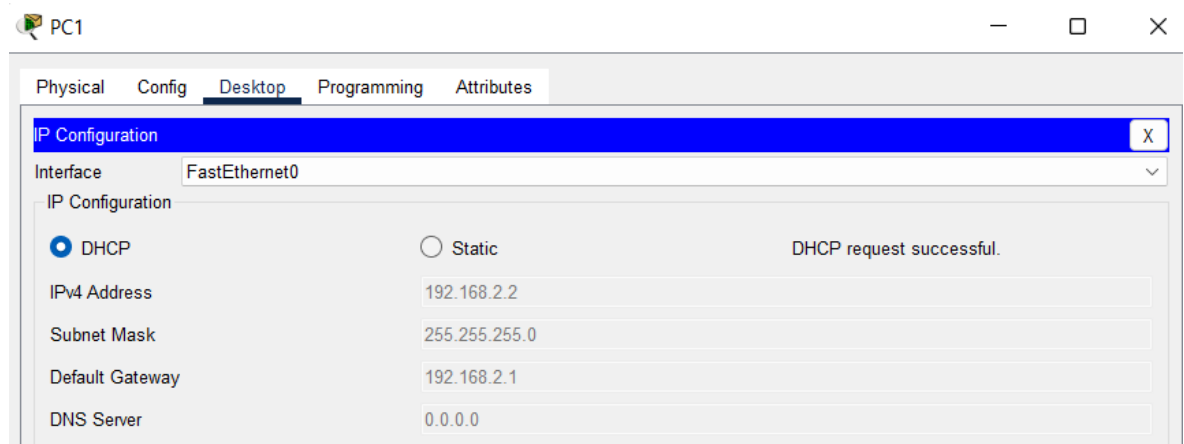 PC1
Physical Config Desktop Programming Attributes
IP Configuration X
Interface FastEthernet0
IP Configuration
DHCP Static DHCP request successful.
IPv4 Address 192.168.2.2
Subnet Mask 255.255.255.0
Default Gateway 192.168.2.1
DNS Server 0.0.0.0